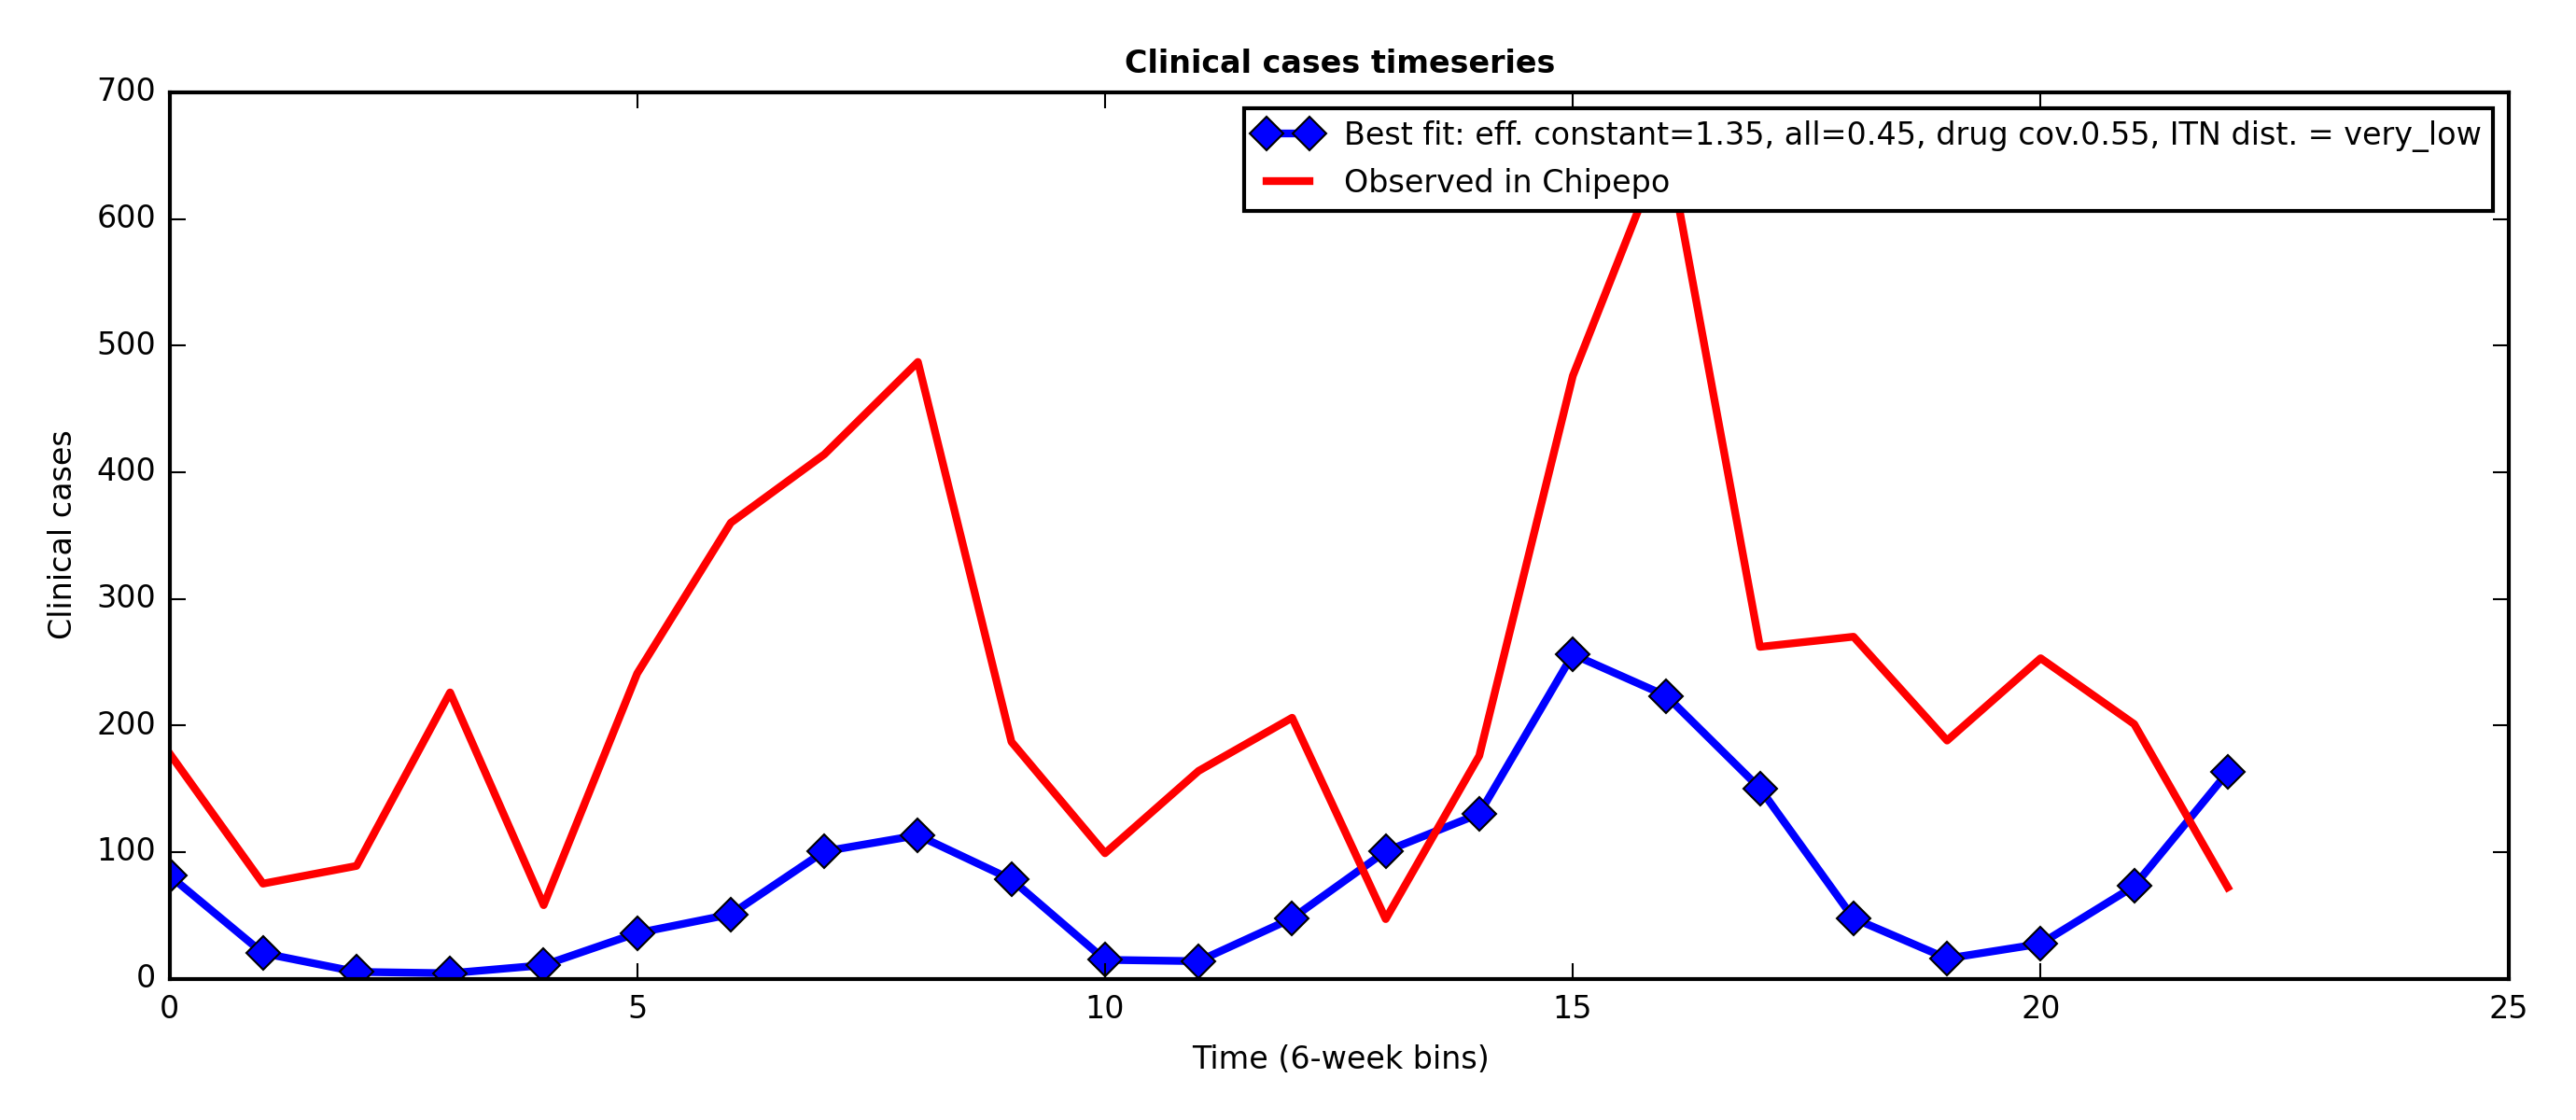 Clinical cases timeseries
700
600
500
400
300
200
100
0
Clinical cases
Best fit: eff. constant=1.35, all=0.45, drug cov.0.55, ITN dist. = very_low
Observed in Chipepo
0 5 10 15 20 25
Time (6-week bins)